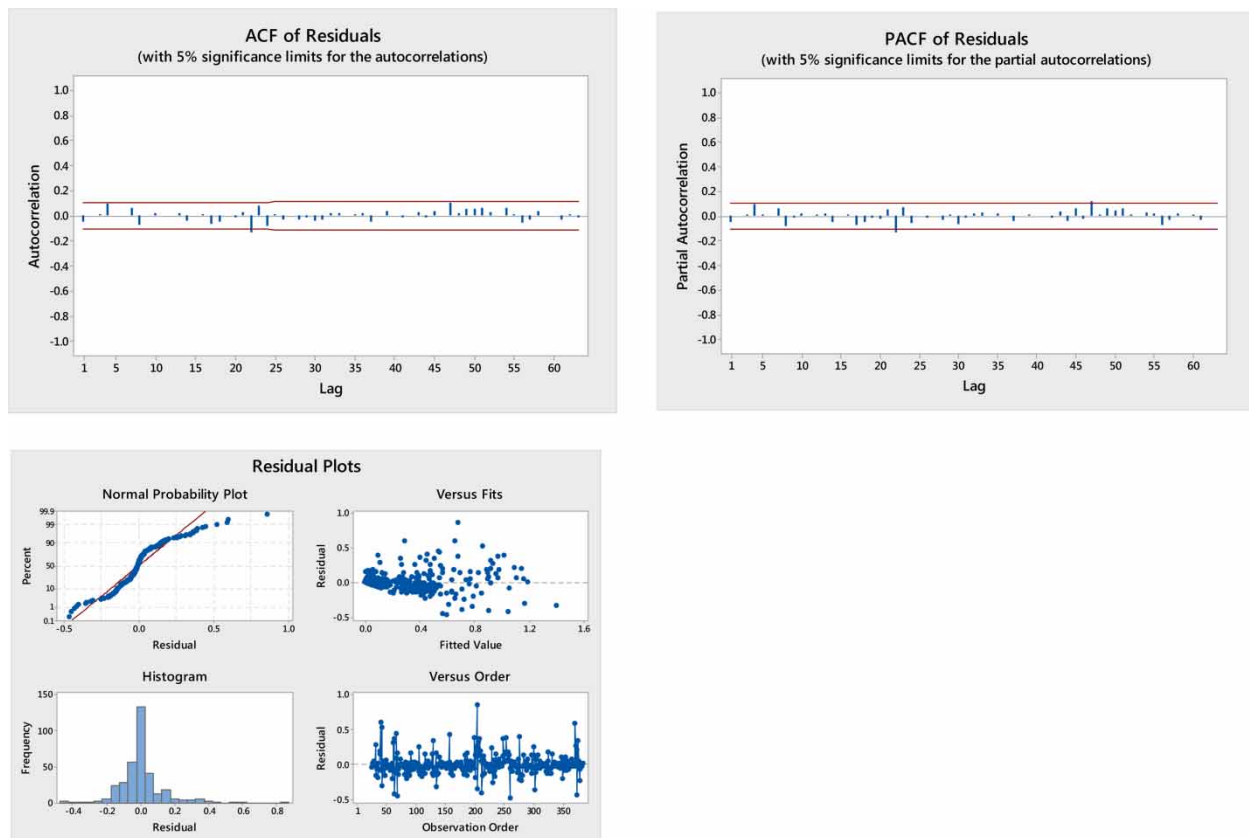 ACF of Residuals
(with 5% significance limits for the autocorrelations)
1.0
0.8
0.6
0.4
0.2
0.0
-0.2
-0.4
-0.6
-0.8
-1.0
Autocorrelation
1 5 10 15 20 25 30 35 40 45 50 55 60
Lag
PACF of Residuals
(with 5% significance limits for the partial autocorrelations)
1.0
0.8
0.6
0.4
0.2
0.0
-0.2
-0.4
-0.6
-0.8
-1.0
Partial Autocorrelation
1 5 10 15 20 25 30 35 40 45 50 55 60
Lag
Residual Plots
Normal Probability Plot
99.9
99
90
50
10
1
0.1
Percent
-0.5 0.0 0.5 1.0
Residual
Versus Fits
1.0
0.5
0.0
-0.5
Residual
0.0 0.4 0.8 1.2 1.6
Fitted Value
Histogram
150
100
50
0
Frequency
-0.4 -0.2 0.0 0.2 0.4 0.6 0.8
Residual
Versus Order
1.0
0.5
0.0
-0.5
Residual
1 50 100 150 200 250 300 350
Observation Order